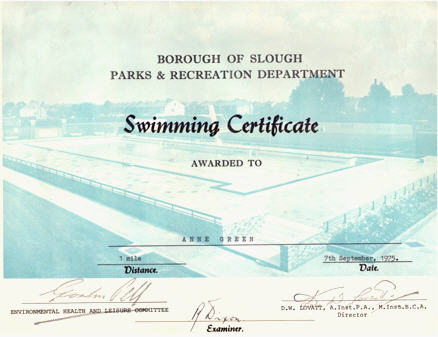 BOROUGH OF SLOUGH
PARKS & RECREATION DEPARTMENT
Swimming Certificate
AWARDED TO
ANNE GREEN
1 mile
Distance.
7th September, 1975.
Date.
ENVIRONMENTAL HEALTH AND LEISURE COMMITTEE
D.W. LOVATT, A.Inst.P.A., M.Inst.B.C.A.
Director
R Dixon
Examiner.